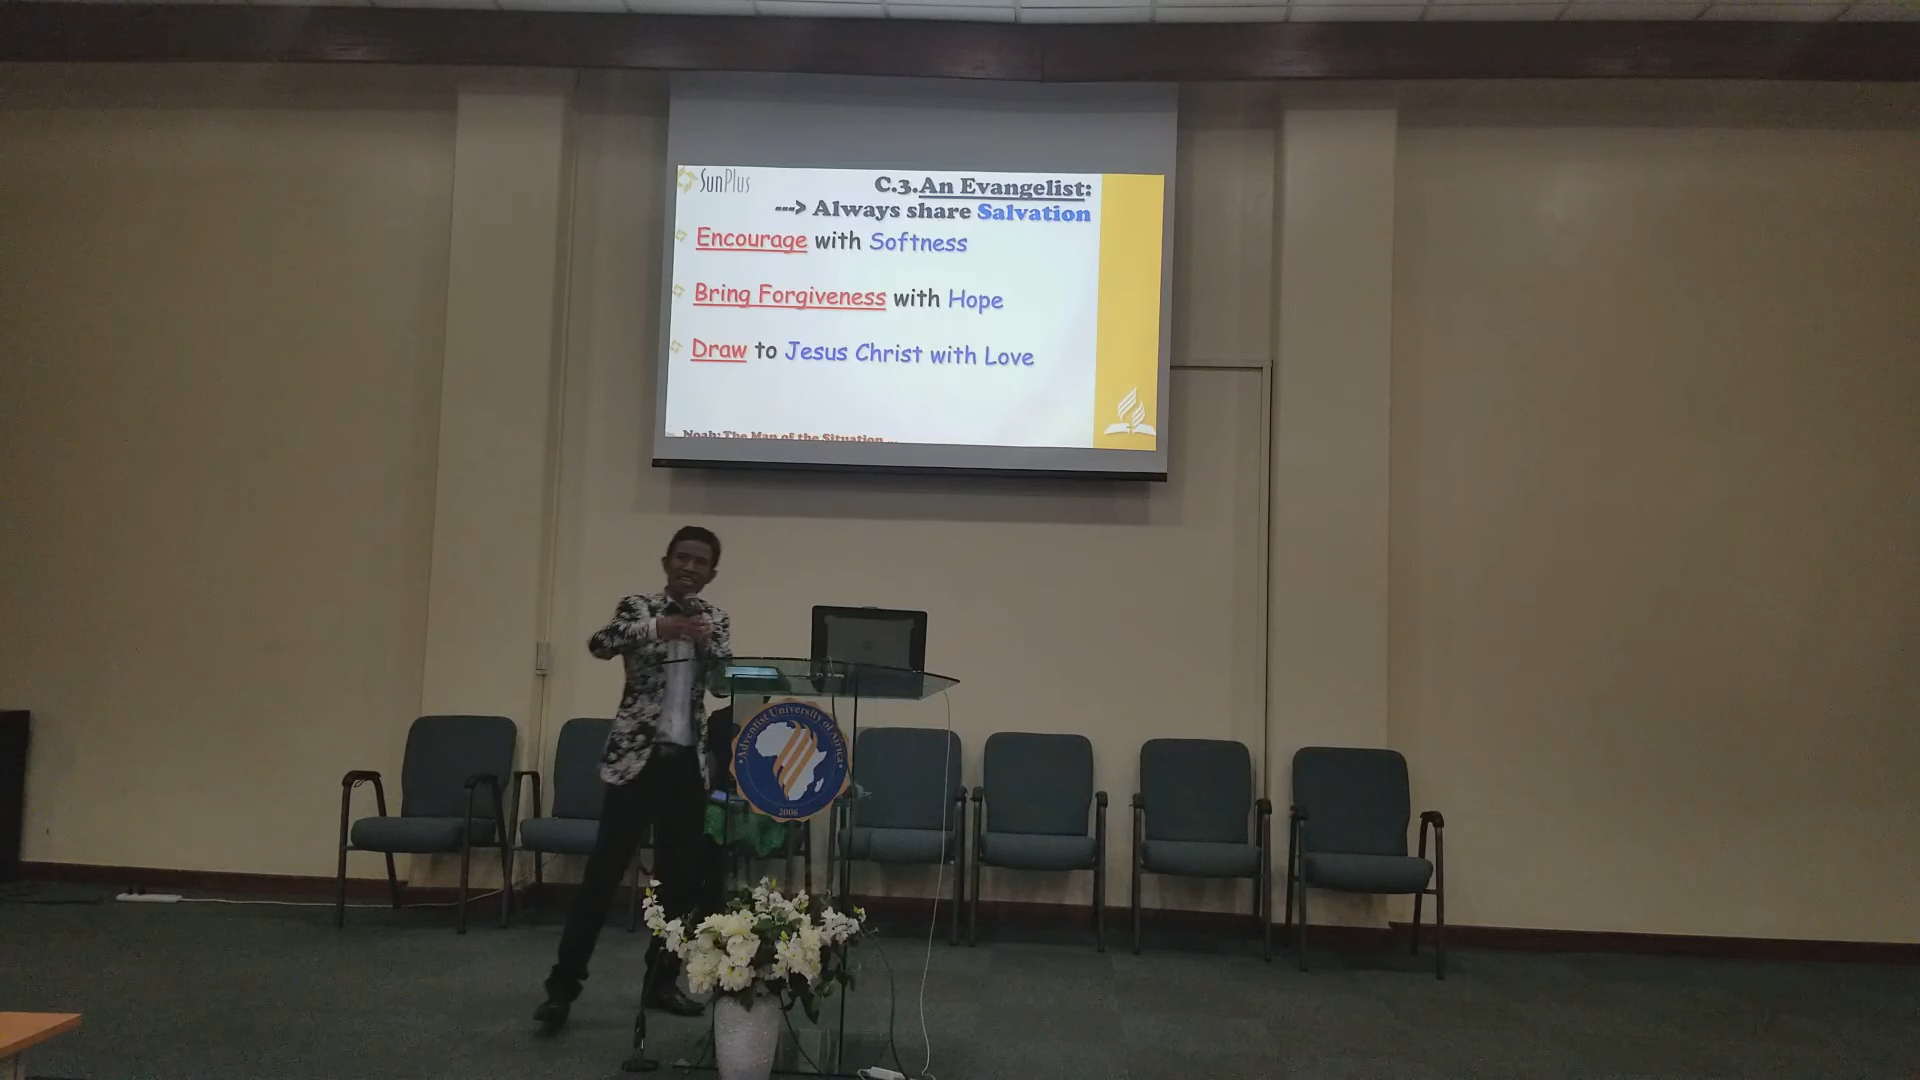 SunPlus
C.3.An Evangelist:
---> Always share Salvation
Encourage with Softness
Bring Forgiveness with Hope
Draw to Jesus Christ with Love
Noah: The Man of the Situation...
Adventist University of Africa
2006